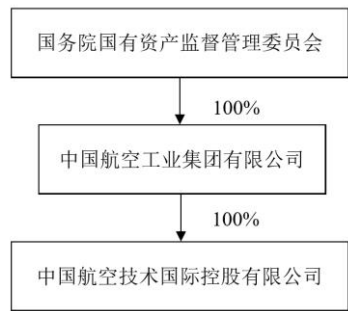 国务院国有资产监督管理委员会
100%
中国航空工业集团有限公司
100%
中国航空技术国际控股有限公司